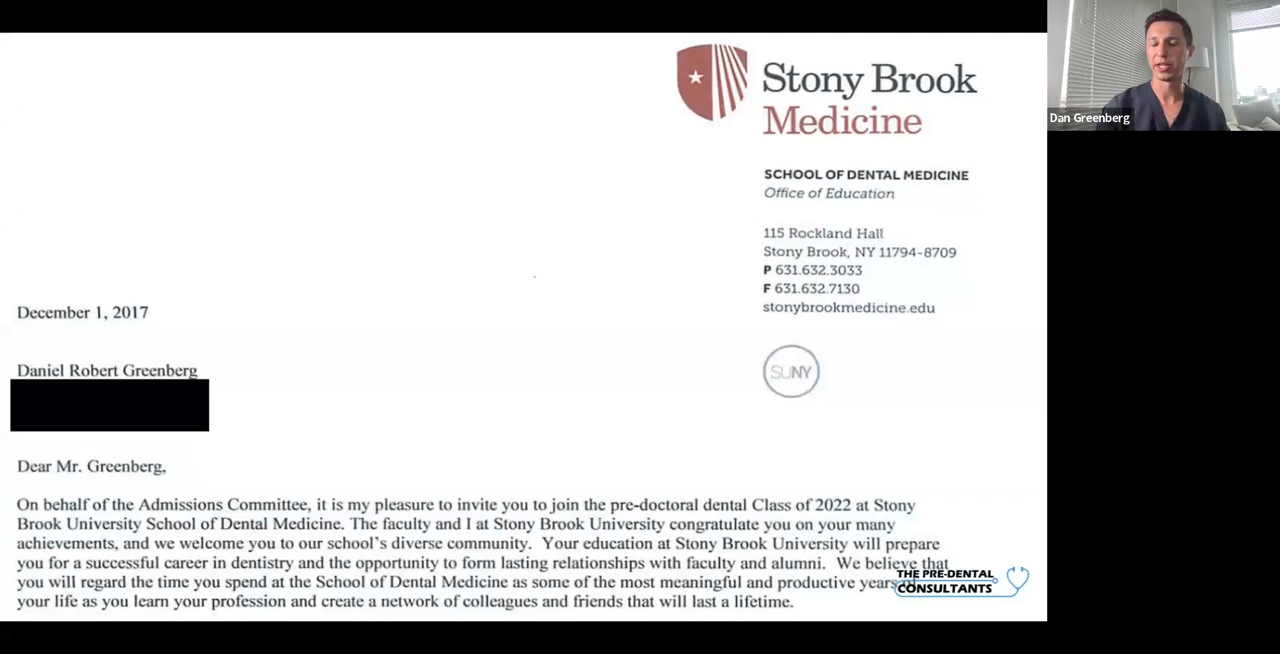 Stony Brook
Medicine
SCHOOL OF DENTAL MEDICINE
Office of Education
115 Rockland Hall
Stony Brook, NY 11794-8709
P 631.632.3033
F 631.632.7130
stonybrookmedicine.edu
SUNY
December 1, 2017
Daniel Robert Greenberg
Dear Mr. Greenberg,
On behalf of the Admissions Committee, it is my pleasure to invite you to join the pre-doctoral dental Class of 2022 at Stony
Brook University School of Dental Medicine. The faculty and I at Stony Brook University congratulate you on your many
achievements, and we welcome you to our school's diverse community. Your education at Stony Brook University will prepare
you for a successful career in dentistry and the opportunity to form lasting relationships with faculty and alumni. We believe that
you will regard the time you spend at the School of Dental Medicine as some of the most meaningful and productive years
your life as you learn your profession and create a network of colleagues and friends that will last a lifetime.
THE PRE-DENTAL
CONSULTANTS
Dan Greenberg